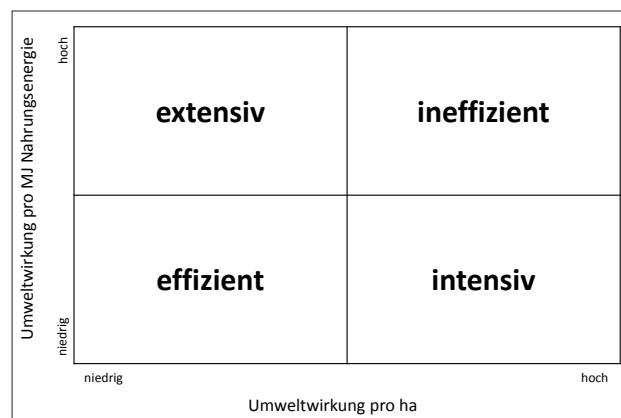 Umweltwirkung pro MJ Nahrungsenergie
hoch
niedrig
extensiv
ineffizient
effizient
intensiv
niedrig
hoch
Umweltwirkung pro ha